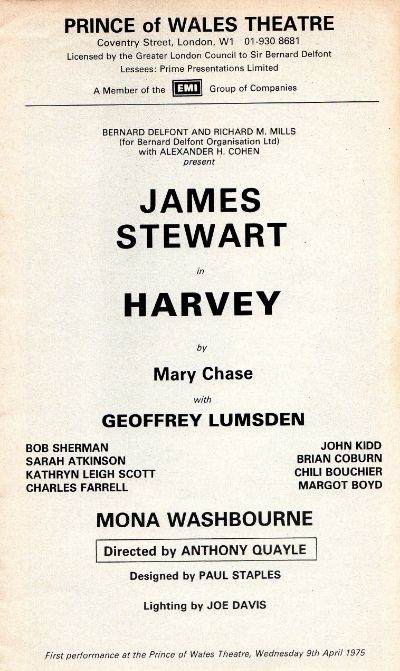 PRINCE of WALES THEATRE
Coventry Street, London, W1 01-930 8681
Licensed by the Greater London Council to Sir Bernard Delfont
Lessees: Prime Presentations Limited
A Member of the EMI Group of Companies
BERNARD DELFONT AND RICHARD M. MILLS
(for Bernard Delfont Organisation Ltd)
with ALEXANDER H. COHEN
present
JAMES
STEWART
in
HARVEY
by
Mary Chase
with
GEOFFREY LUMSDEN
BOB SHERMAN
SARAH ATKINSON
KATHRYN LEIGH SCOTT
CHARLES FARRELL
JOHN KIDD
BRIAN COBURN
CHILI BOUCHIER
MARGOT BOYD
MONA WASHBOURNE
Directed by ANTHONY QUAYLE
Designed by PAUL STAPLES
Lighting by JOE DAVIS
First performance at the Prince of Wales Theatre, Wednesday 9th April 1975